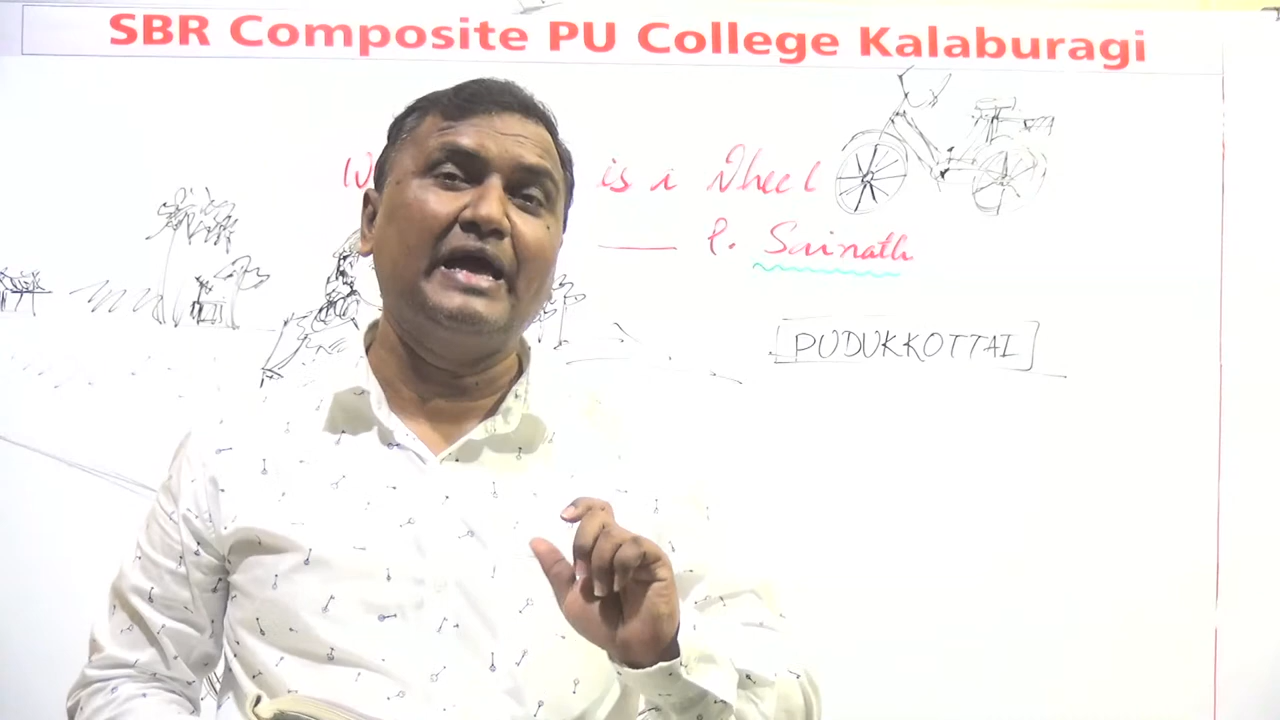 SBR Composite PU College Kalaburagi
W is a Wheel
— P. Sainath
PUDUKKOTTAI